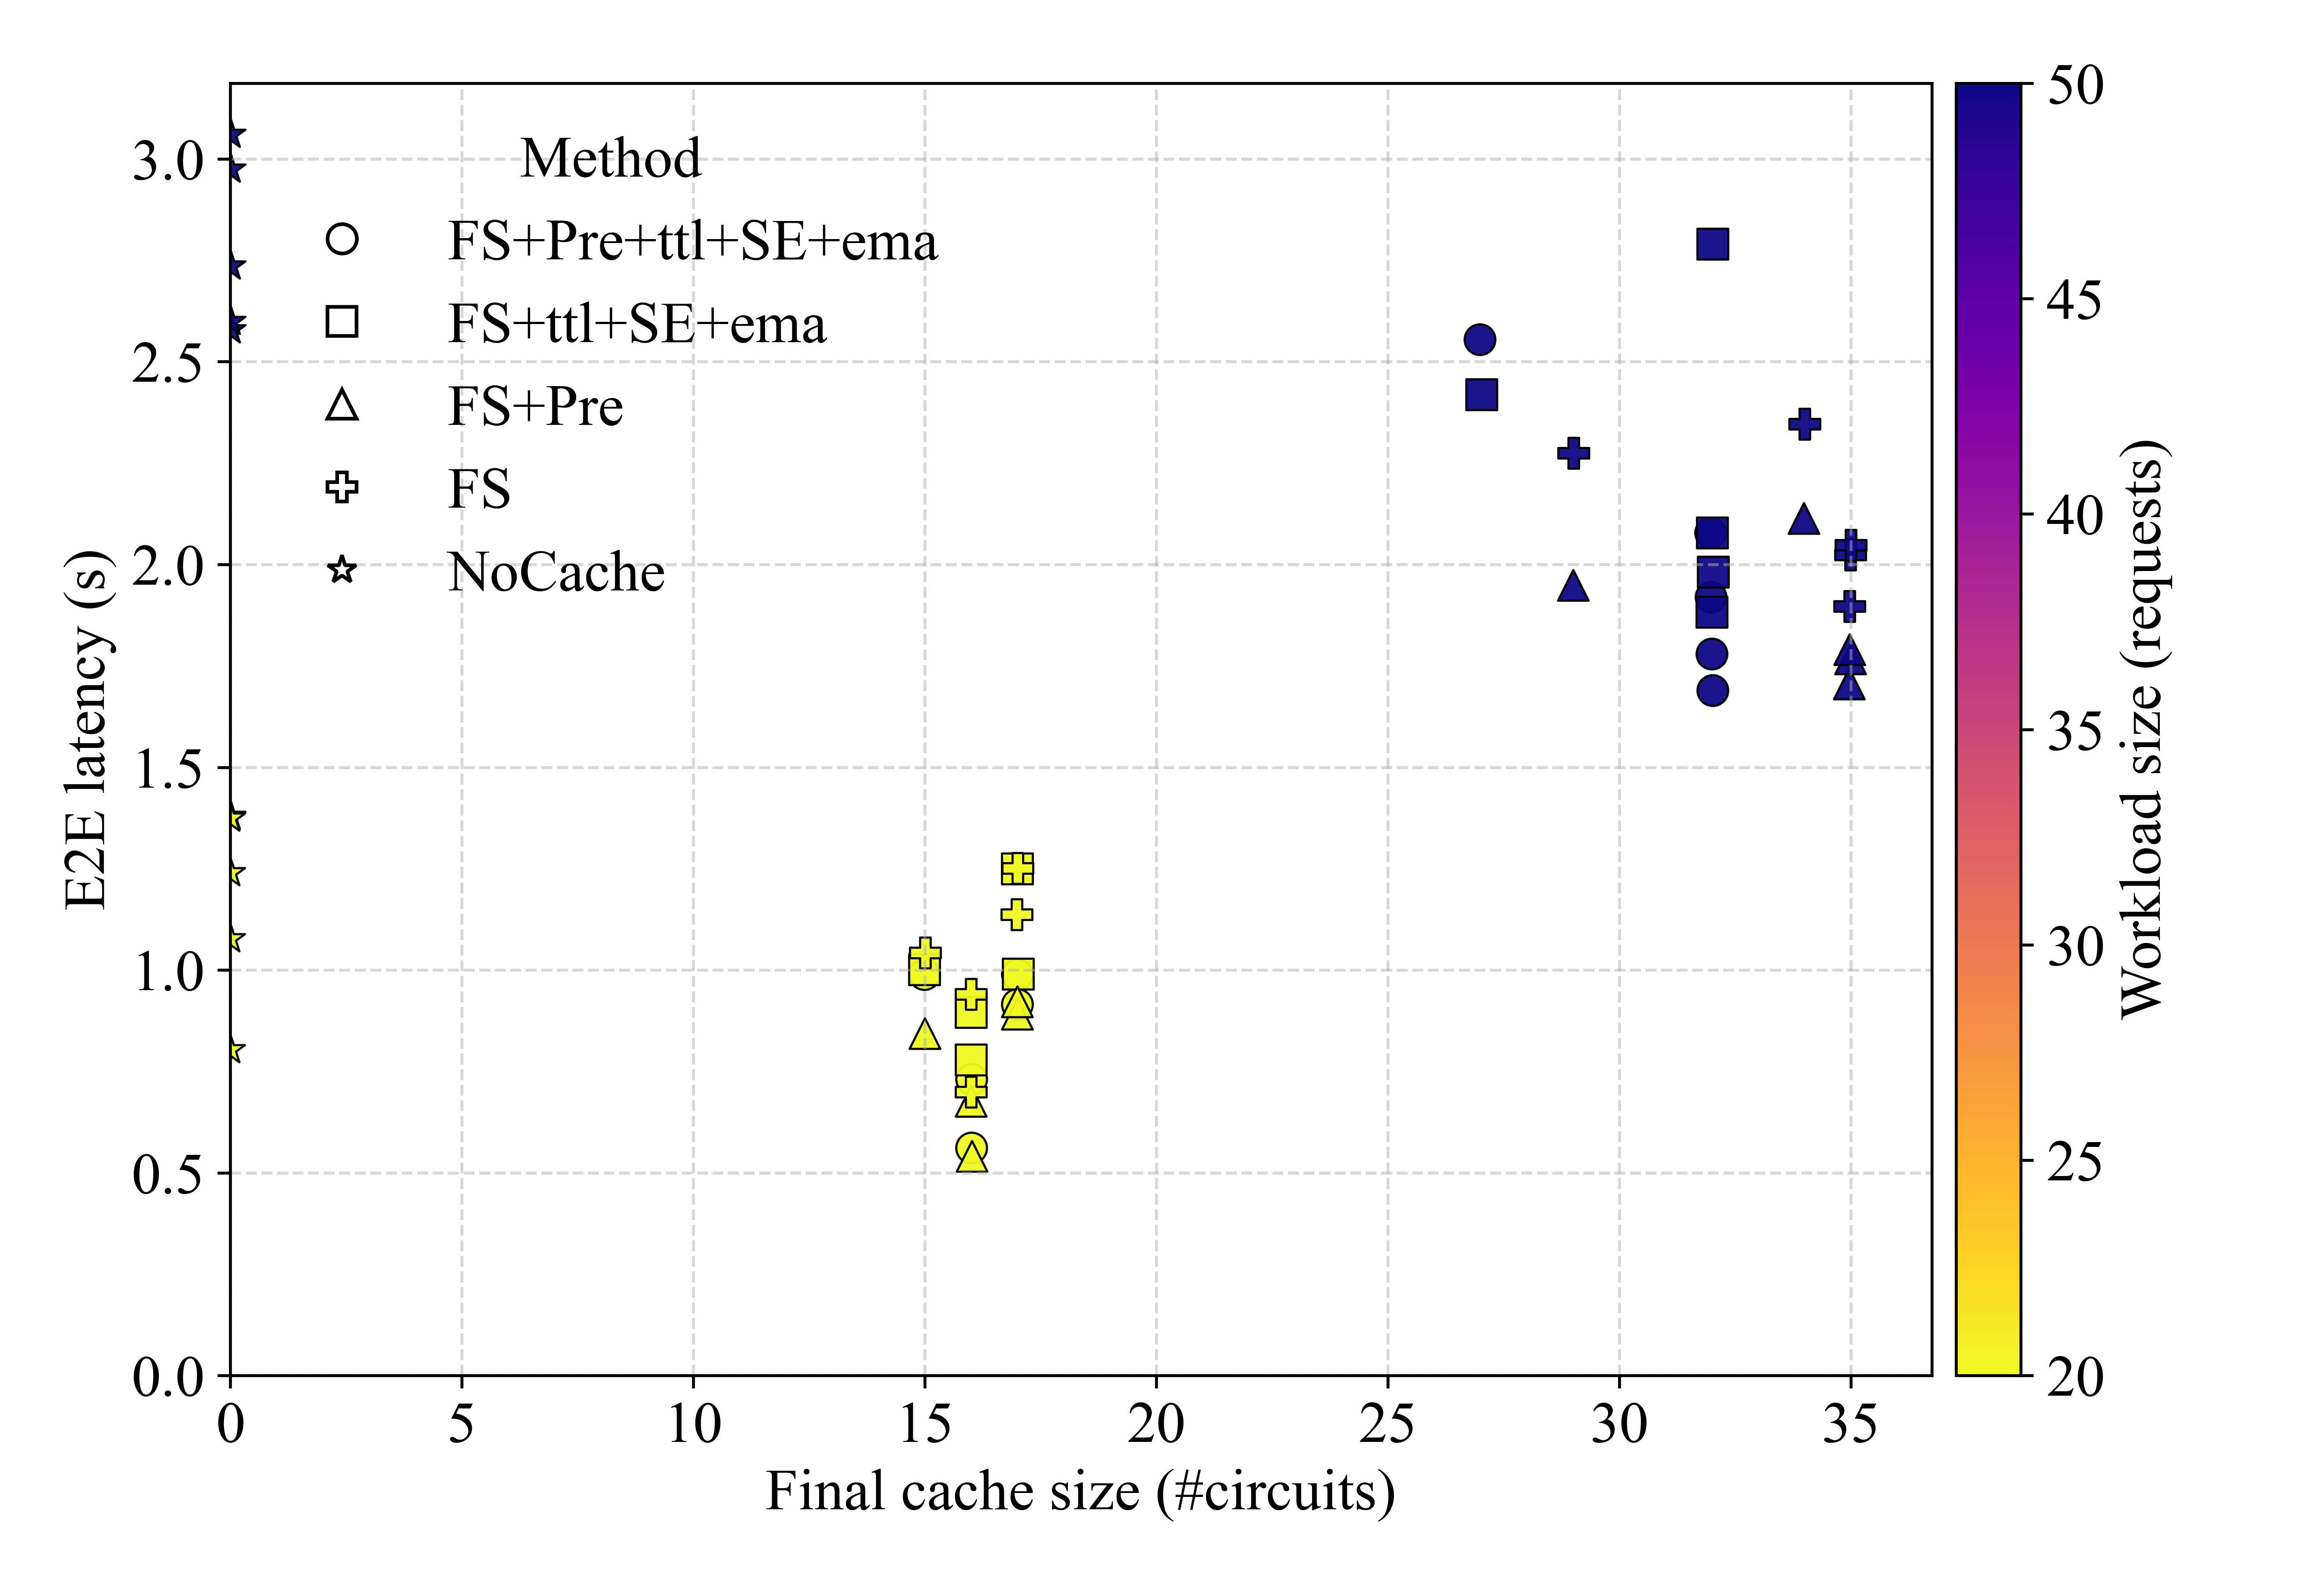 Method
FS+Pre+ttl+SE+ema
FS+ttl+SE+ema
FS+Pre
FS
NoCache
E2E latency (s)
3.0
2.5
2.0
1.5
1.0
0.5
0.0
0 5 10 15 20 25 30 35
Final cache size (#circuits)
50
45
40
35
30
25
20
Workload size (requests)